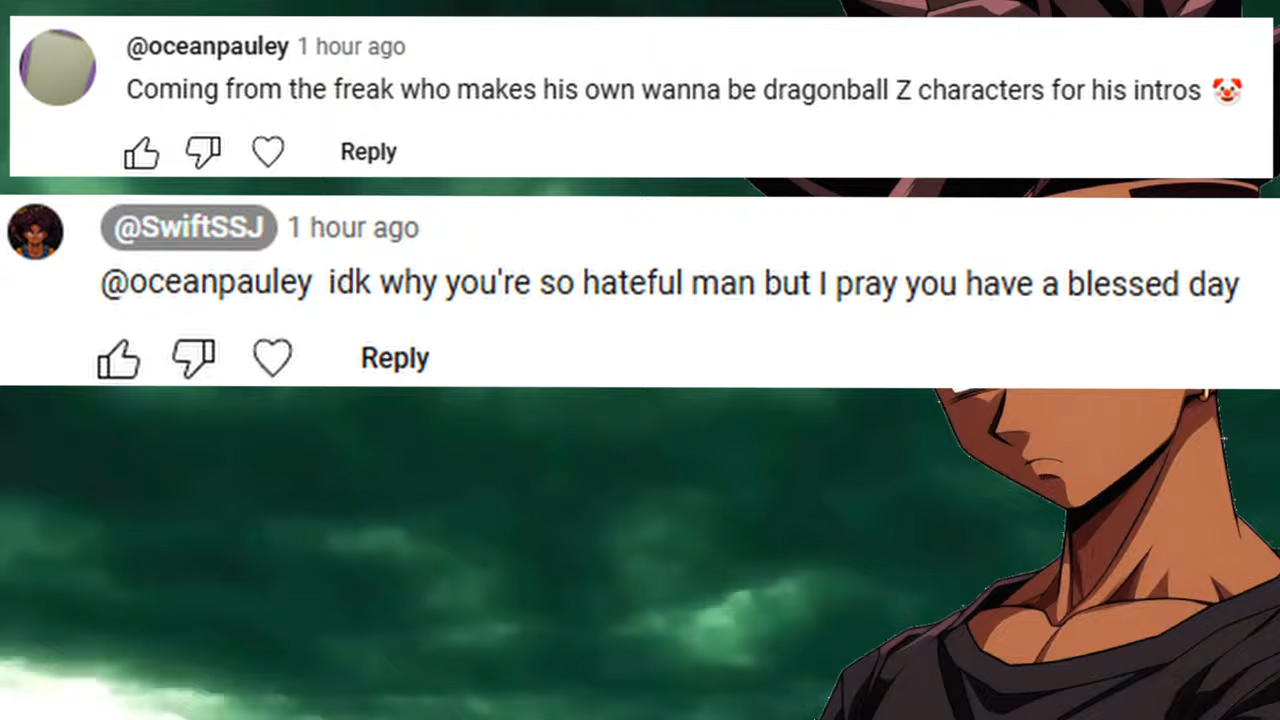 @oceanpauley 1 hour ago
Coming from the freak who makes his own wanna be dragonball Z characters for his intros 🤡
Reply
@SwiftSSJ 1 hour ago
@oceanpauley idk why you're so hateful man but I pray you have a blessed day
Reply